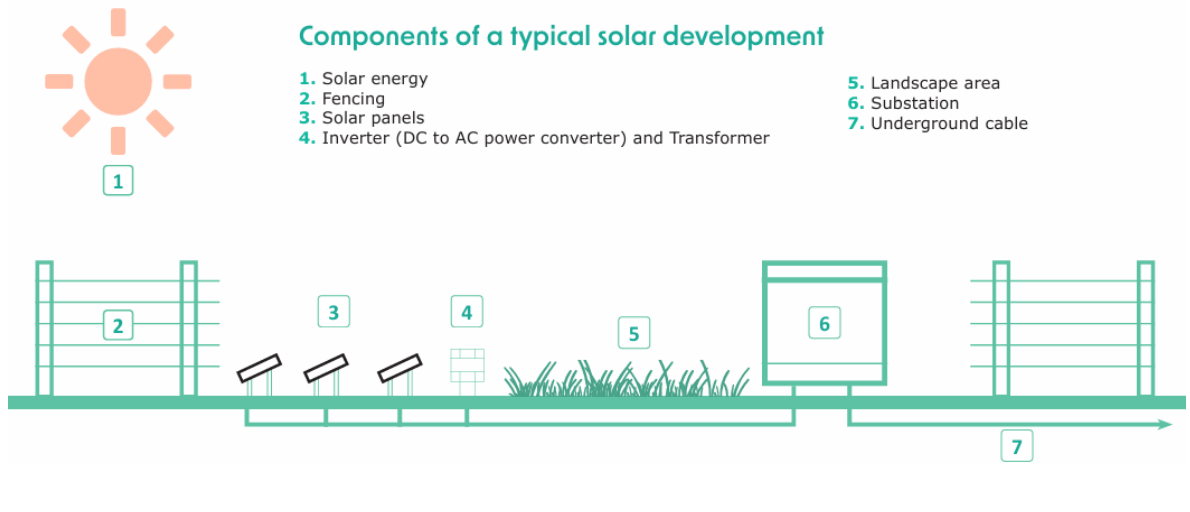 Components of a typical solar development
1. Solar energy
2. Fencing
3. Solar panels
4. Inverter (DC to AC power converter) and Transformer
5. Landscape area
6. Substation
7. Underground cable
1
2
3
4
5
6
7